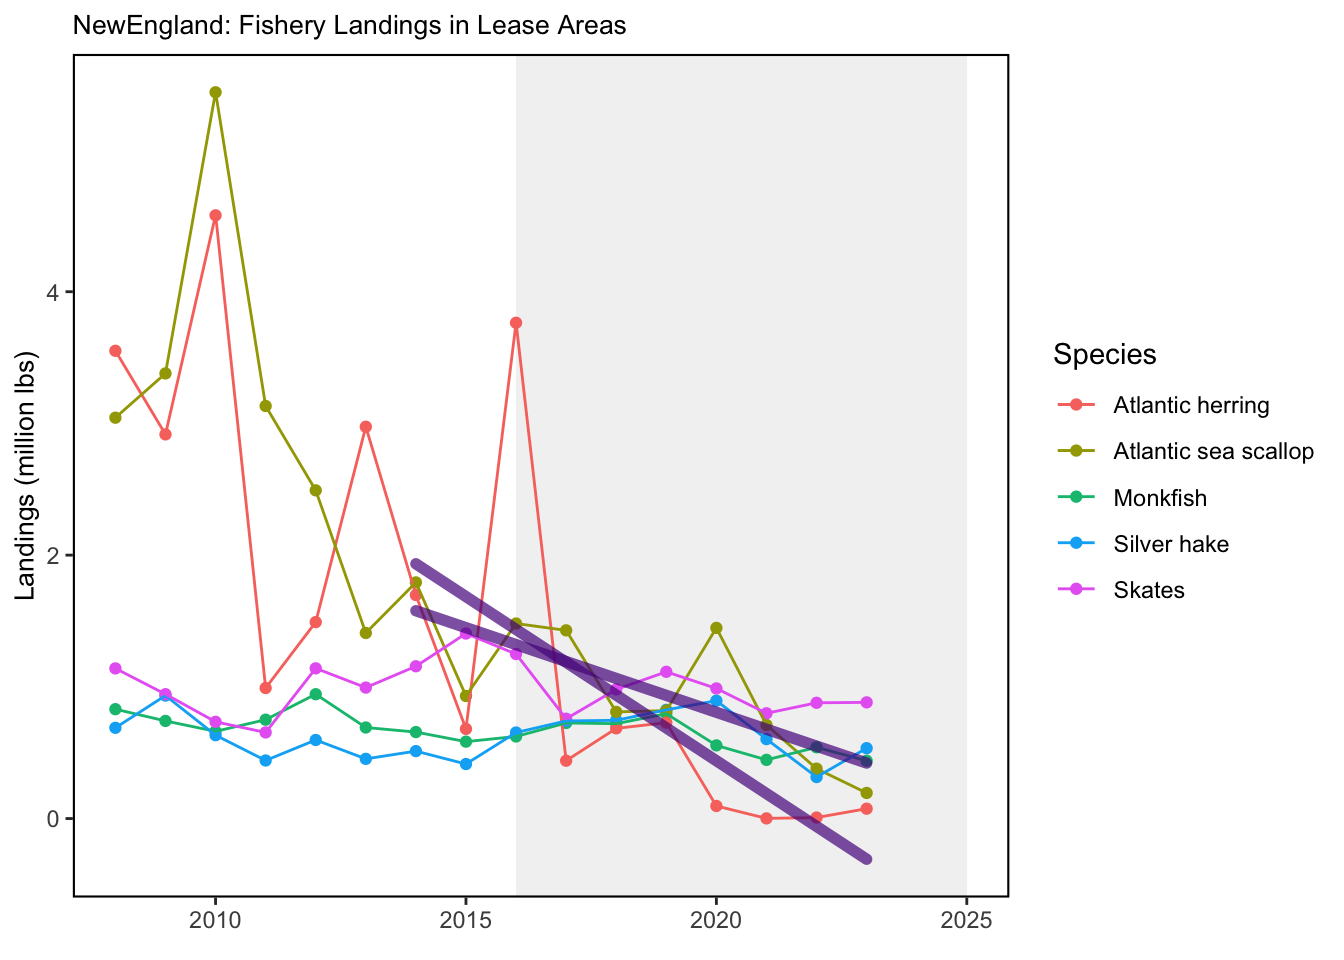 NewEngland: Fishery Landings in Lease Areas
Landings (million lbs)
4
2
0
2010
2015
2020
2025
Species
Atlantic herring
Atlantic sea scallop
Monkfish
Silver hake
Skates